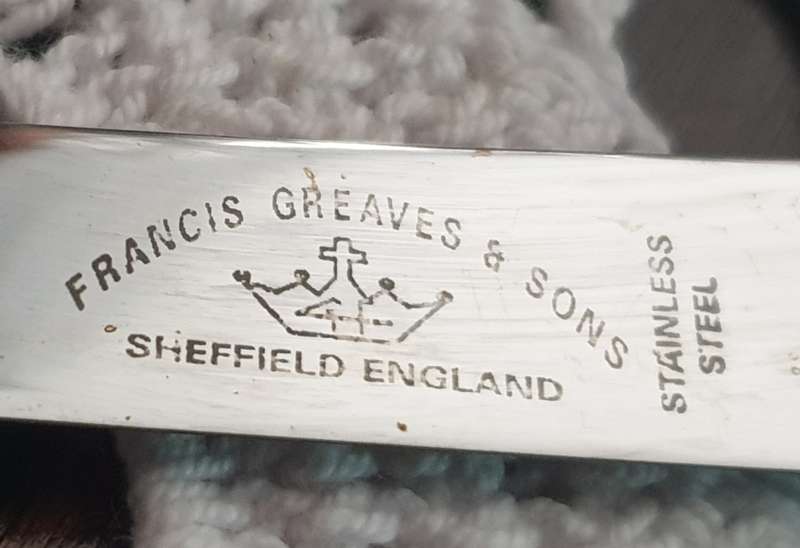 FRANCIS GREAVES & SONS
SHEFFIELD ENGLAND
STAINLESS
STEEL